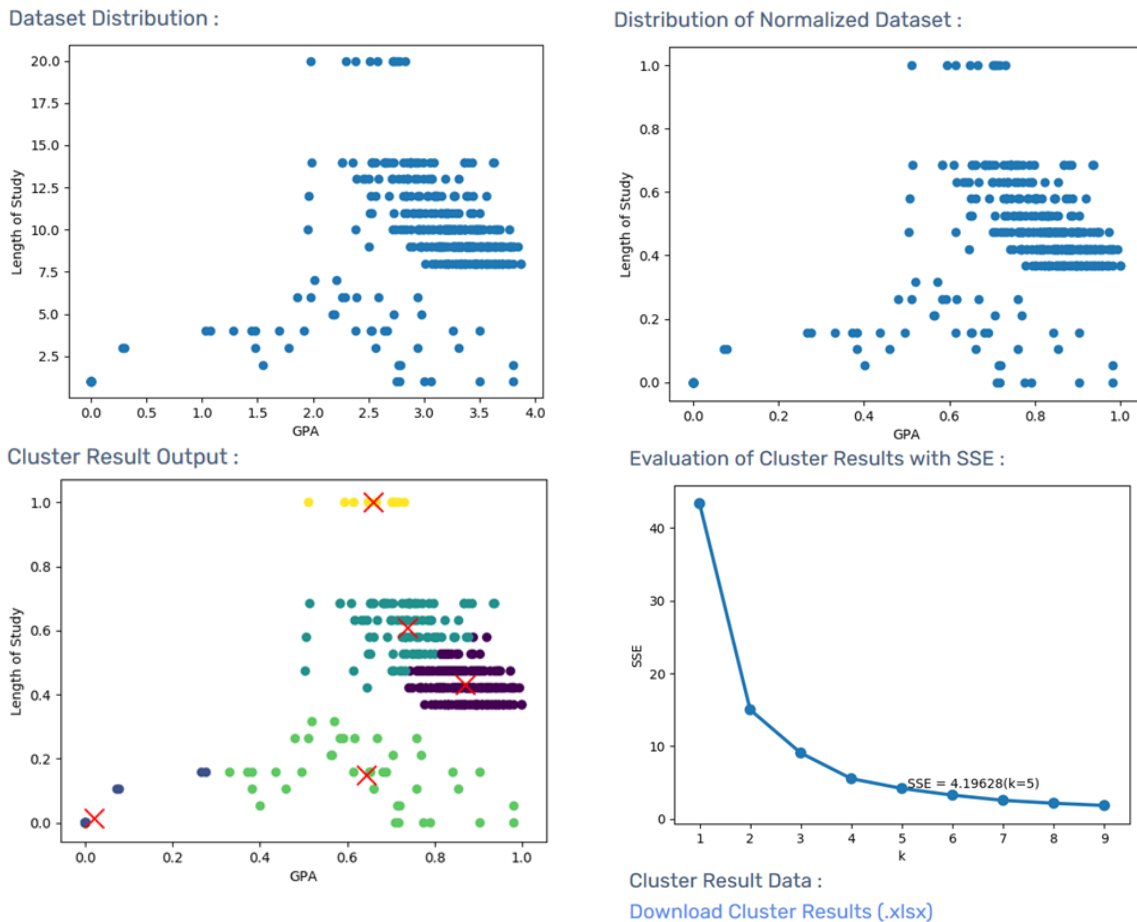 Dataset Distribution :
20.0
17.5
15.0
12.5
10.0
7.5
5.0
2.5
Length of Study
0.0 0.5 1.0 1.5 2.0 2.5 3.0 3.5 4.0
GPA
Distribution of Normalized Dataset :
1.0
0.8
0.6
0.4
0.2
0.0
Length of Study
0.0 0.2 0.4 0.6 0.8 1.0
GPA
Cluster Result Output :
1.0
0.8
0.6
0.4
0.2
0.0
Length of Study
0.0 0.2 0.4 0.6 0.8 1.0
GPA
Evaluation of Cluster Results with SSE :
40
30
20
10
0
SSE
SSE = 4.19628(k=5)
1 2 3 4 5 6 7 8 9
k
Cluster Result Data :
Download Cluster Results (.xlsx)